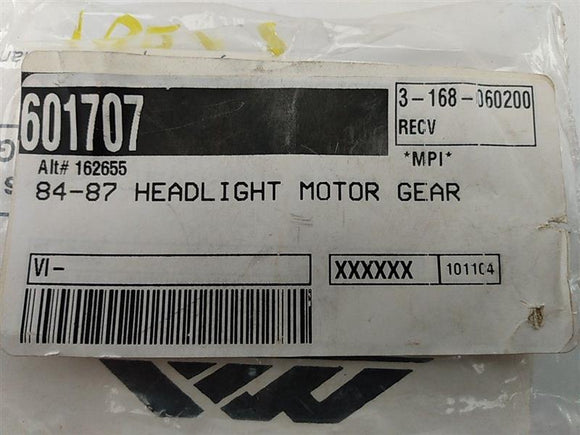 601707
3-168-060200
RECV
*MPI*
Alt# 162655
84-87 HEADLIGHT MOTOR GEAR
VI-
XXXXXX
101104